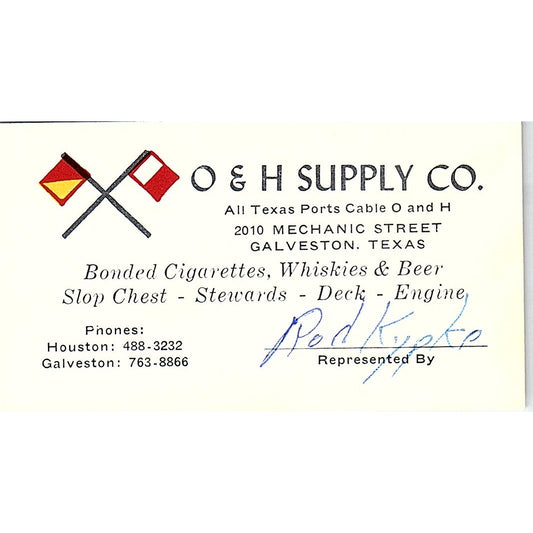 O & H SUPPLY CO.
All Texas Ports Cable O and H
2010 MECHANIC STREET
GALVESTON. TEXAS
Bonded Cigarettes, Whiskies & Beer
Slop Chest - Stewards - Deck - Engine
Phones:
Houston: 488-3232
Galveston: 763-8866
Rod
Represented By